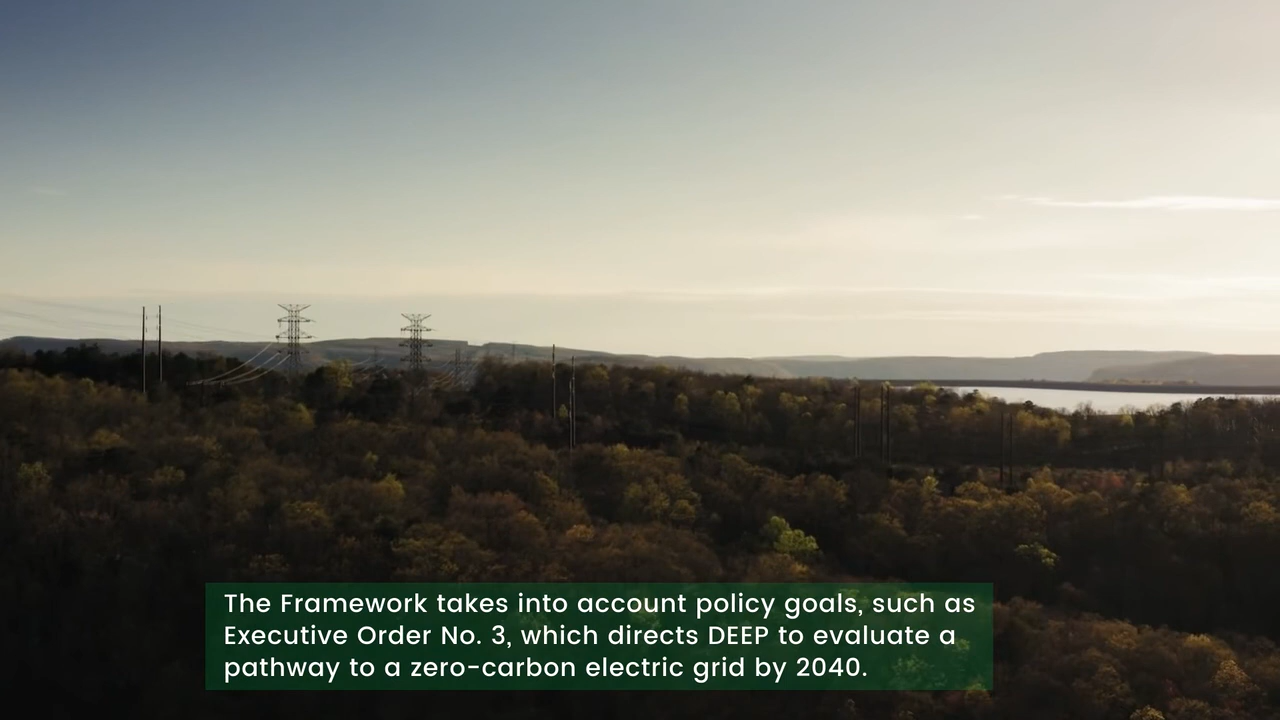 The Framework takes into account policy goals, such as
Executive Order No. 3, which directs DEEP to evaluate a
pathway to a zero-carbon electric grid by 2040.